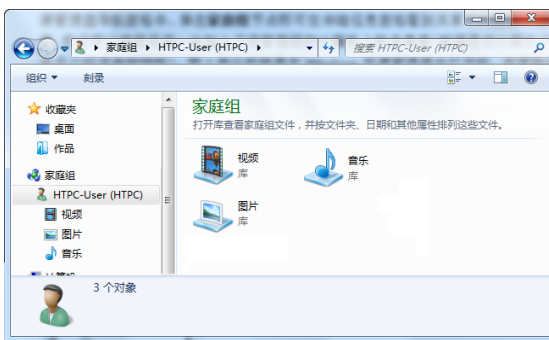 家庭组 HTPC-User (HTPC) 搜索 HTPC-User (HTPC)
组织 刻录
收藏夹
桌面
作品
家庭组
HTPC-User (HTPC)
视频
图片
音乐
家庭组
打开库查看家庭组文件，并按文件夹、日期和其他属性排列这些文件。
视频
库
音乐
库
图片
库
3 个对象